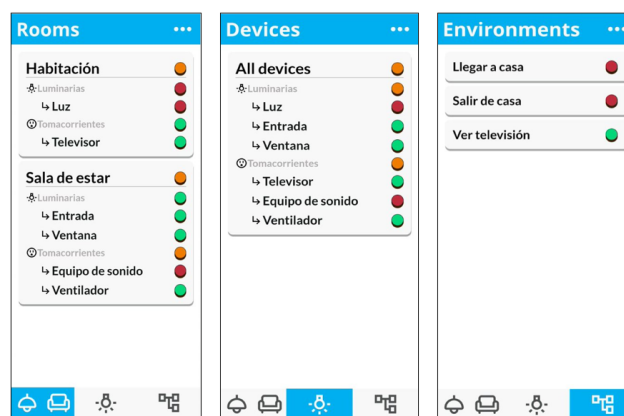 Rooms
Habitación
Luminarias
Luz
Tomacorrientes
Televisor
Sala de estar
Luminarias
Entrada
Ventana
Tomacorrientes
Equipo de sonido
Ventilador
Devices
All devices
Luminarias
Luz
Entrada
Ventana
Tomacorrientes
Televisor
Equipo de sonido
Ventilador
Environments
Llegar a casa
Salir de casa
Ver televisión